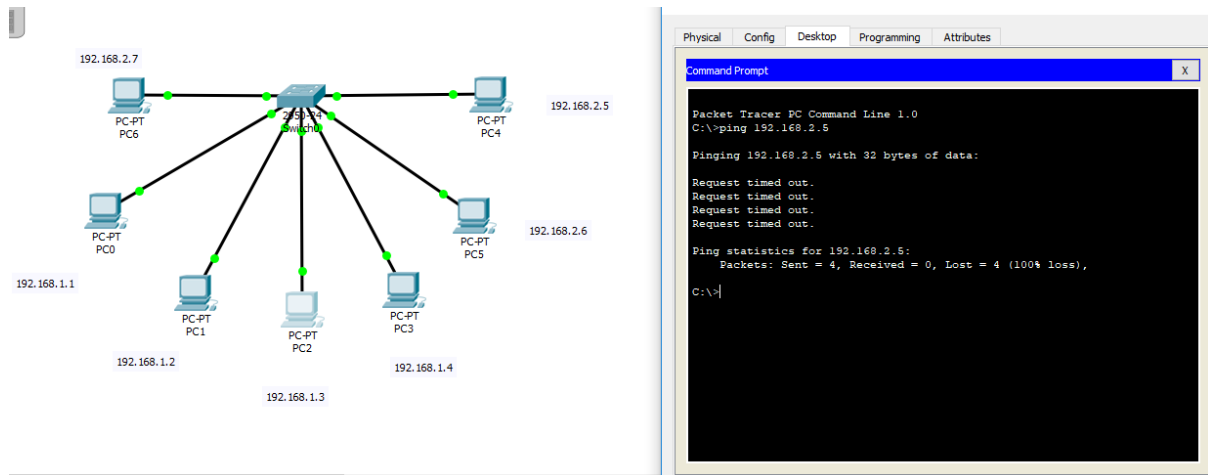 192.168.2.7
PC-PT
PC6
2950-24
Switch0
PC-PT
PC4
192.168.2.5
PC-PT
PC0
192.168.1.1
PC-PT
PC5
192.168.2.6
PC-PT
PC1
192.168.1.2
PC-PT
PC2
192.168.1.3
PC-PT
PC3
192.168.1.4
Physical Config Desktop Programming Attributes
Command Prompt X
Packet Tracer PC Command Line 1.0
C:\>ping 192.168.2.5
Pinging 192.168.2.5 with 32 bytes of data:
Request timed out.
Request timed out.
Request timed out.
Request timed out.
Ping statistics for 192.168.2.5:
Packets: Sent = 4, Received = 0, Lost = 4 (100% loss),
C:\>